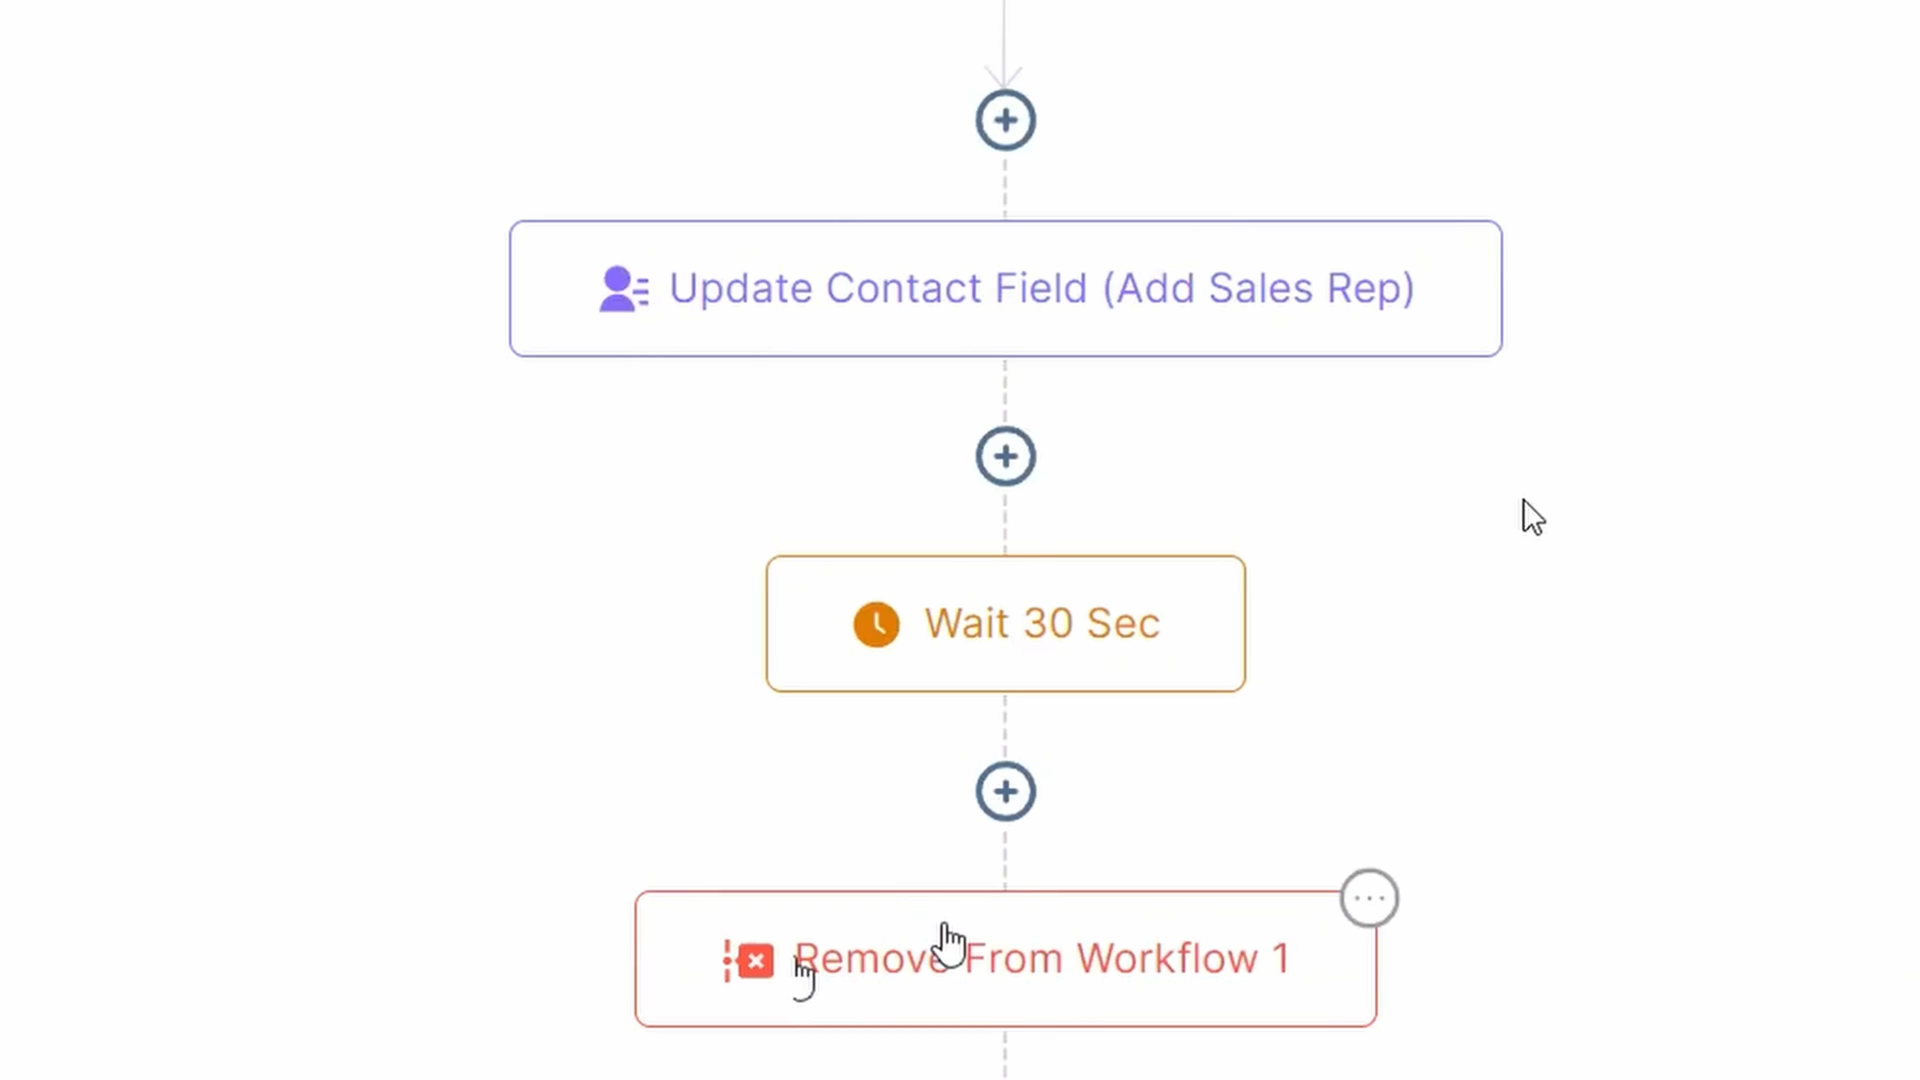 Update Contact Field (Add Sales Rep)
Wait 30 Sec
Remove From Workflow 1